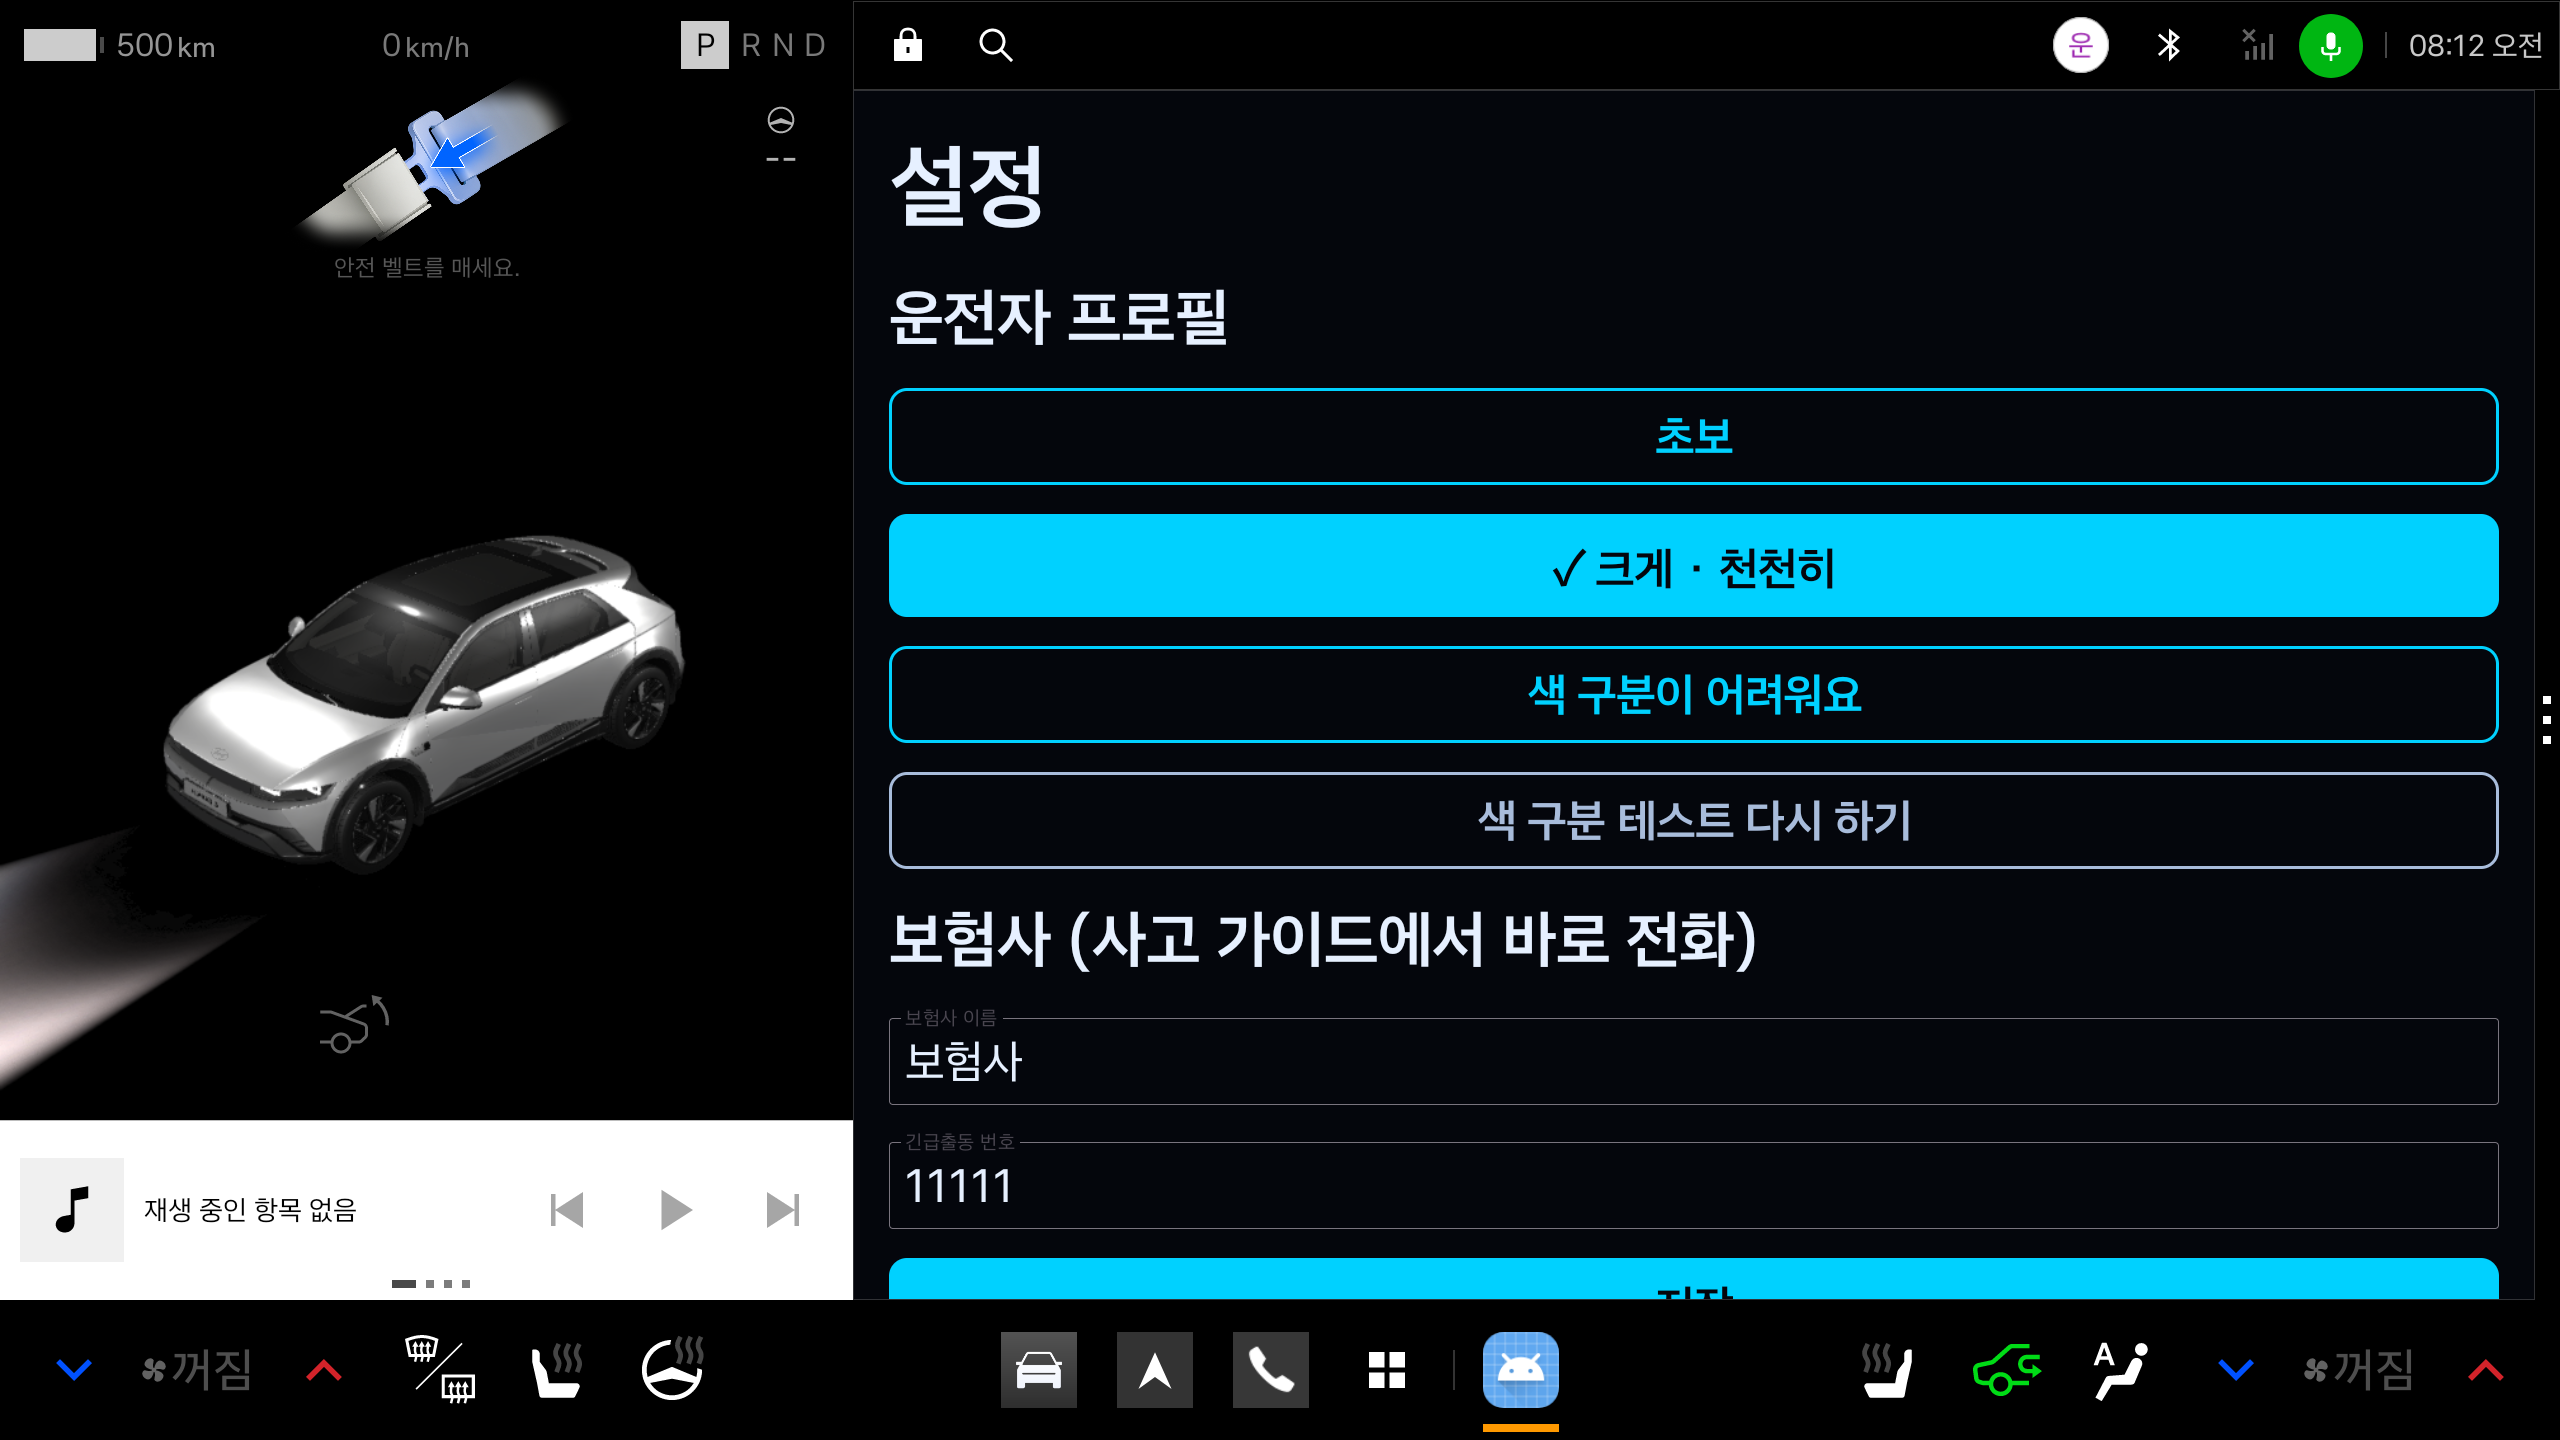 500 km
0 km/h
P R N D
운
08:12 오전
--
안전 벨트를 매세요.
설정
운전자 프로필
초보
✓ 크게 · 천천히
색 구분이 어려워요
색 구분 테스트 다시 하기
보험사 (사고 가이드에서 바로 전화)
보험사 이름
보험사
긴급출동 번호
11111
저장
재생 중인 항목 없음
꺼짐
A
꺼짐